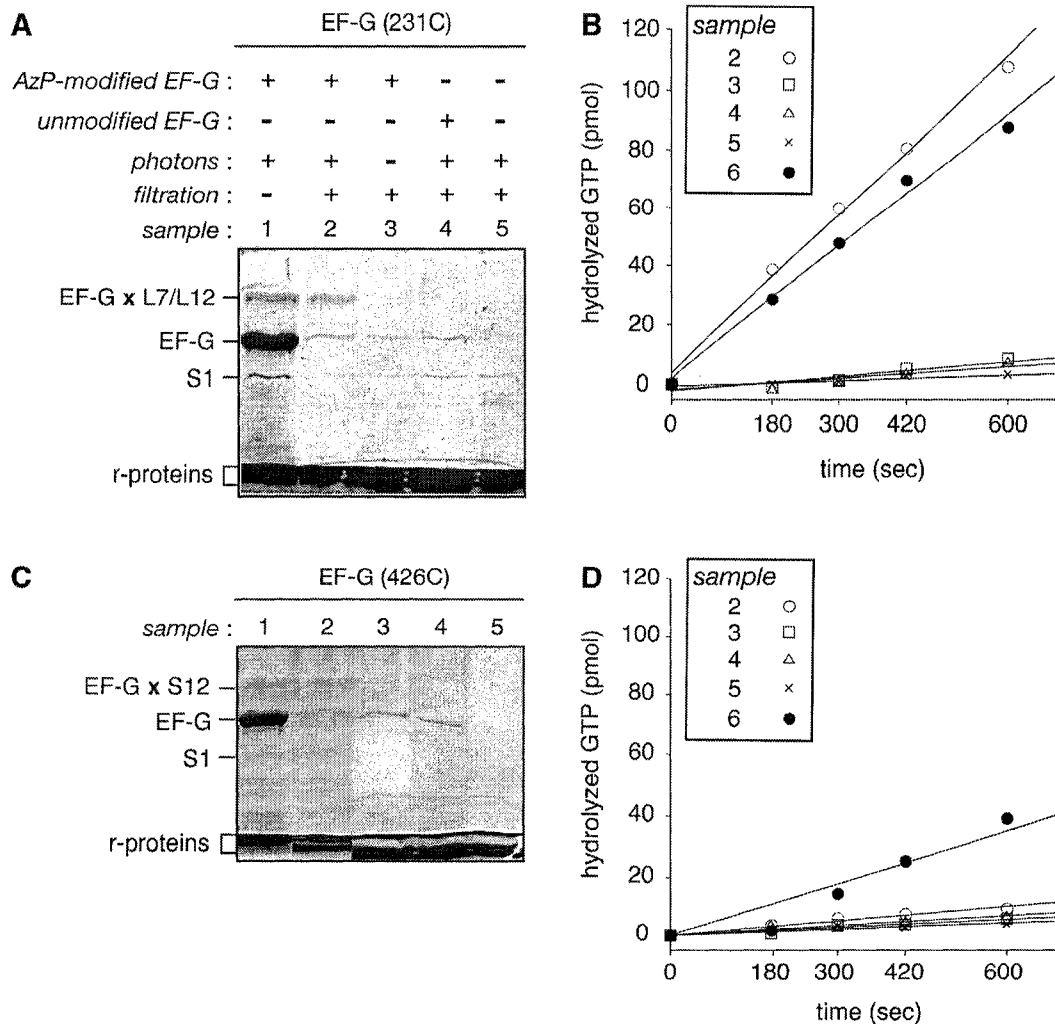 A
EF-G (231C)
AzP-modified EF-G : + + + - -
unmodified EF-G : - - - + -
photons : + + - + +
filtration : - + + + +
sample : 1 2 3 4 5
EF-G x L7/L12
EF-G
S1
r-proteins
B
hydrolyzed GTP (pmol)
120
100
80
60
40
20
0
sample
2
3
4
5
6
0 180 300 420 600
time (sec)
C
EF-G (426C)
sample : 1 2 3 4 5
EF-G x S12
EF-G
S1
r-proteins
D
hydrolyzed GTP (pmol)
120
100
80
60
40
20
0
sample
2
3
4
5
6
0 180 300 420 600
time (sec)